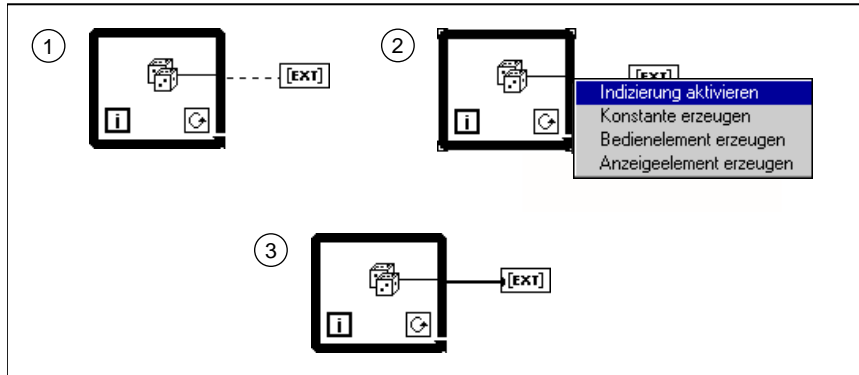 1
[EXT]
i
2
[EXT]
Indizierung aktivieren
Konstante erzeugen
Bedienelement erzeugen
Anzeigeelement erzeugen
i
3
[EXT]
i